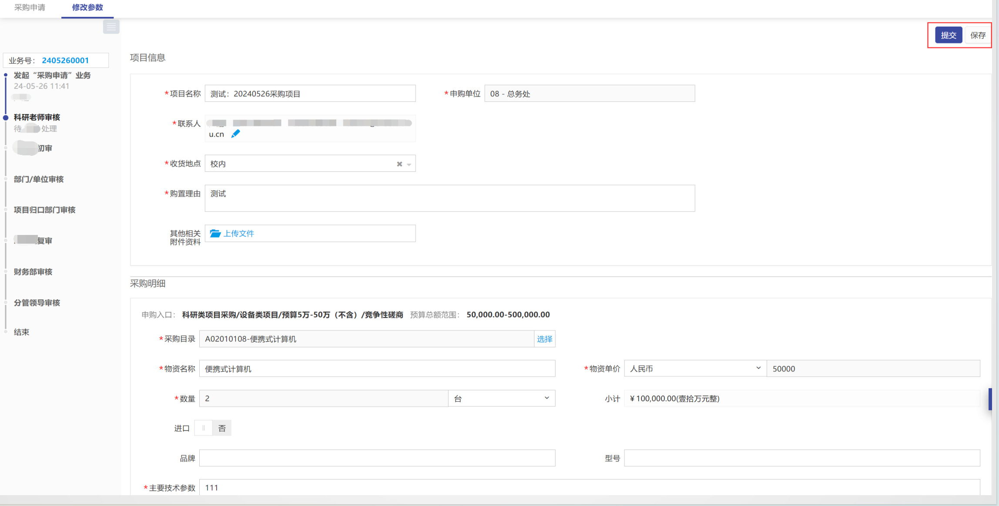 采购申请
修改参数
提交
保存
业务号： 2405260001
发起“采购申请”业务
24-05-26 11:41
科研老师审核
待 处理
初审
部门/单位审核
项目归口部门审核
复审
财务部审核
分管领导审核
结束
项目信息
*项目名称 测试：20240526采购项目
*申购单位 08 - 总务处
*联系人
u.cn
*收货地点 校内
*购置理由 测试
其他相关
附件资料
上传文件
采购明细
申购入口： 科研类项目采购/设备类项目/预算5万-50万（不含）/竞争性磋商 预算总额范围： 50,000.00-500,000.00
*采购目录 A02010108-便携式计算机 选择
*物资名称 便携式计算机
*物资单价 人民币 50000
*数量 2 台
小计 ￥100,000.00(壹拾万元整)
进口 否
品牌
型号
*主要技术参数 111